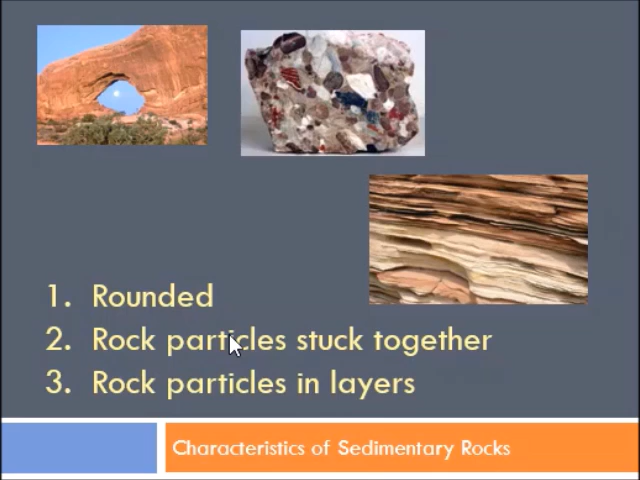 1. Rounded
2. Rock particles stuck together
3. Rock particles in layers
Characteristics of Sedimentary Rocks